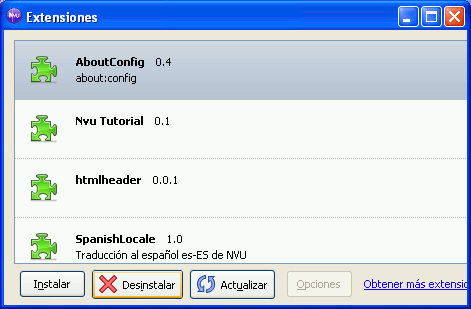 Extensiones
AboutConfig 0.4
about:config
Nvu Tutorial 0.1
htmlheader 0.0.1
SpanishLocale 1.0
Traducción al español es-ES de NVU
Instalar Desinstalar Actualizar Opciones Obtener más